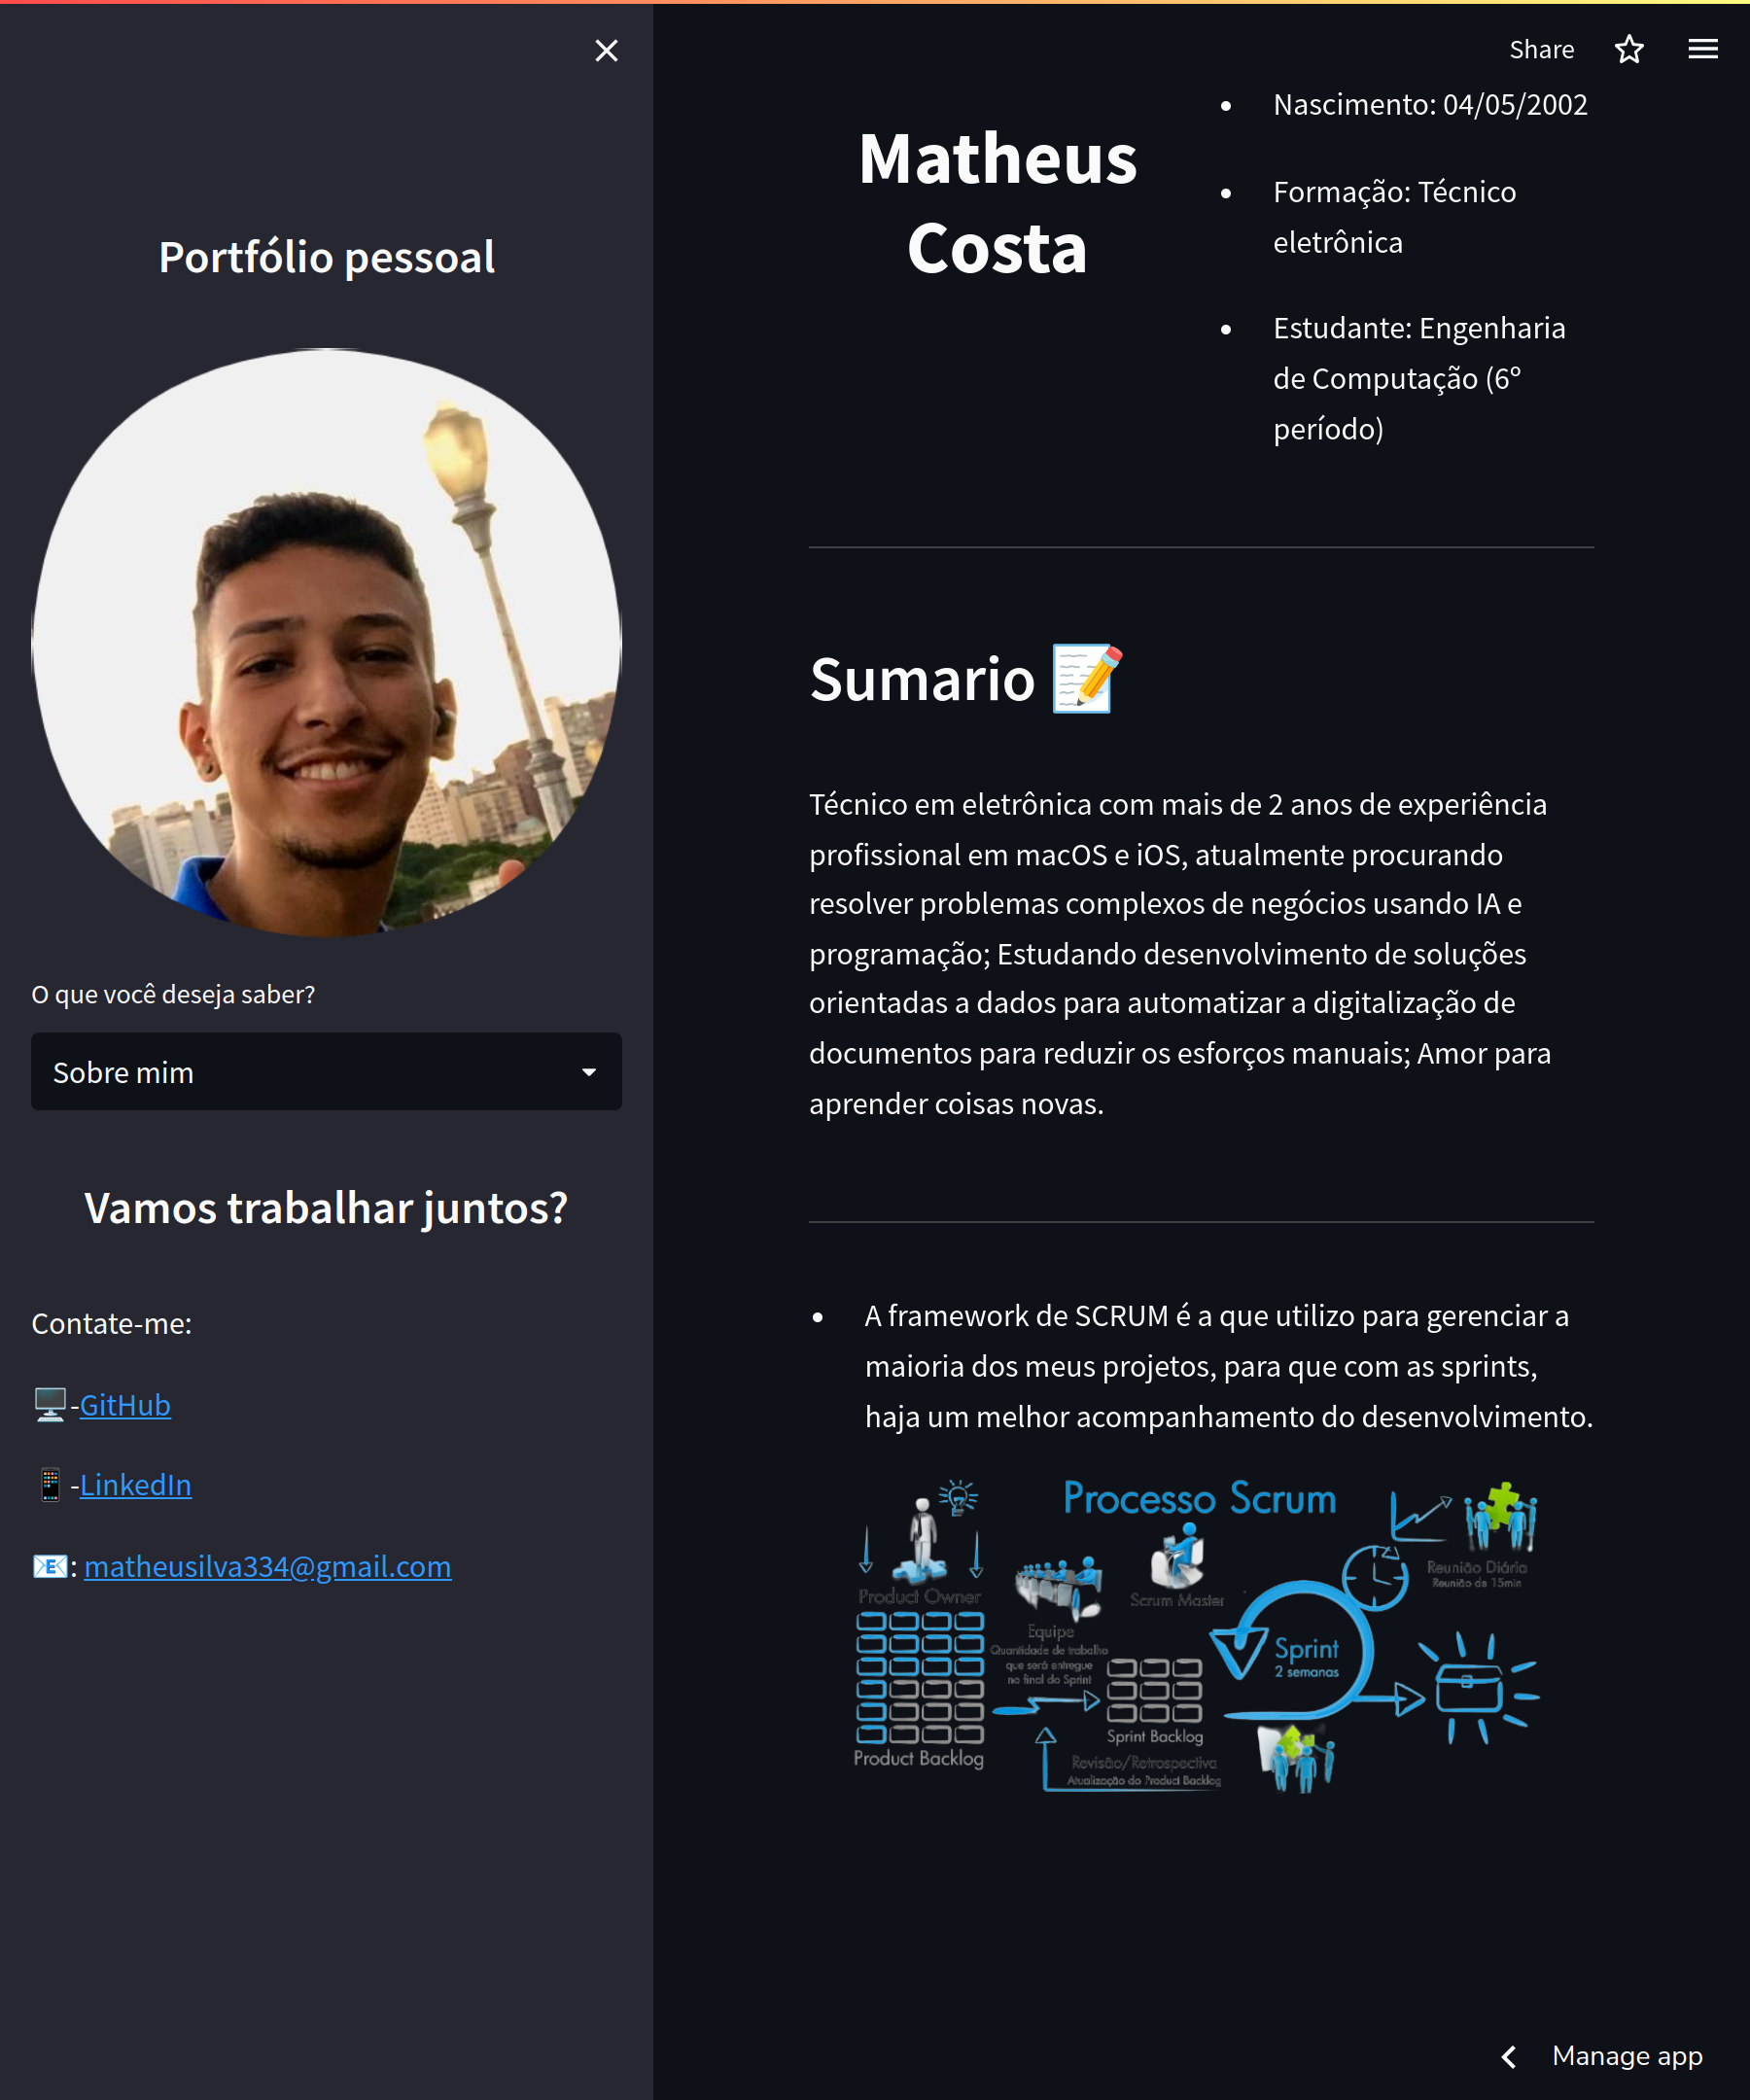 Portfólio pessoal
O que você deseja saber?
Sobre mim
Vamos trabalhar juntos?
Contate-me:
🖥️-GitHub
📱-LinkedIn
📧: matheusilva334@gmail.com
Share
Matheus
Costa
Nascimento: 04/05/2002
Formação: Técnico
eletrônica
Estudante: Engenharia
de Computação (6º
período)
Sumario 📝
Técnico em eletrônica com mais de 2 anos de experiência
profissional em macOS e iOS, atualmente procurando
resolver problemas complexos de negócios usando IA e
programação; Estudando desenvolvimento de soluções
orientadas a dados para automatizar a digitalização de
documentos para reduzir os esforços manuais; Amor para
aprender coisas novas.
A framework de SCRUM é a que utilizo para gerenciar a
maioria dos meus projetos, para que com as sprints,
haja um melhor acompanhamento do desenvolvimento.
Processo Scrum
Product Owner
Equipe
Quantidade de trabalho
que será entregue
no final do Sprint
Scrum Master
Reunião Diária
Reunião de 15min
Sprint
2 semanas
Product Backlog
Sprint Backlog
Revisão/Retrospectiva
Atualização do Product Backlog
Manage app